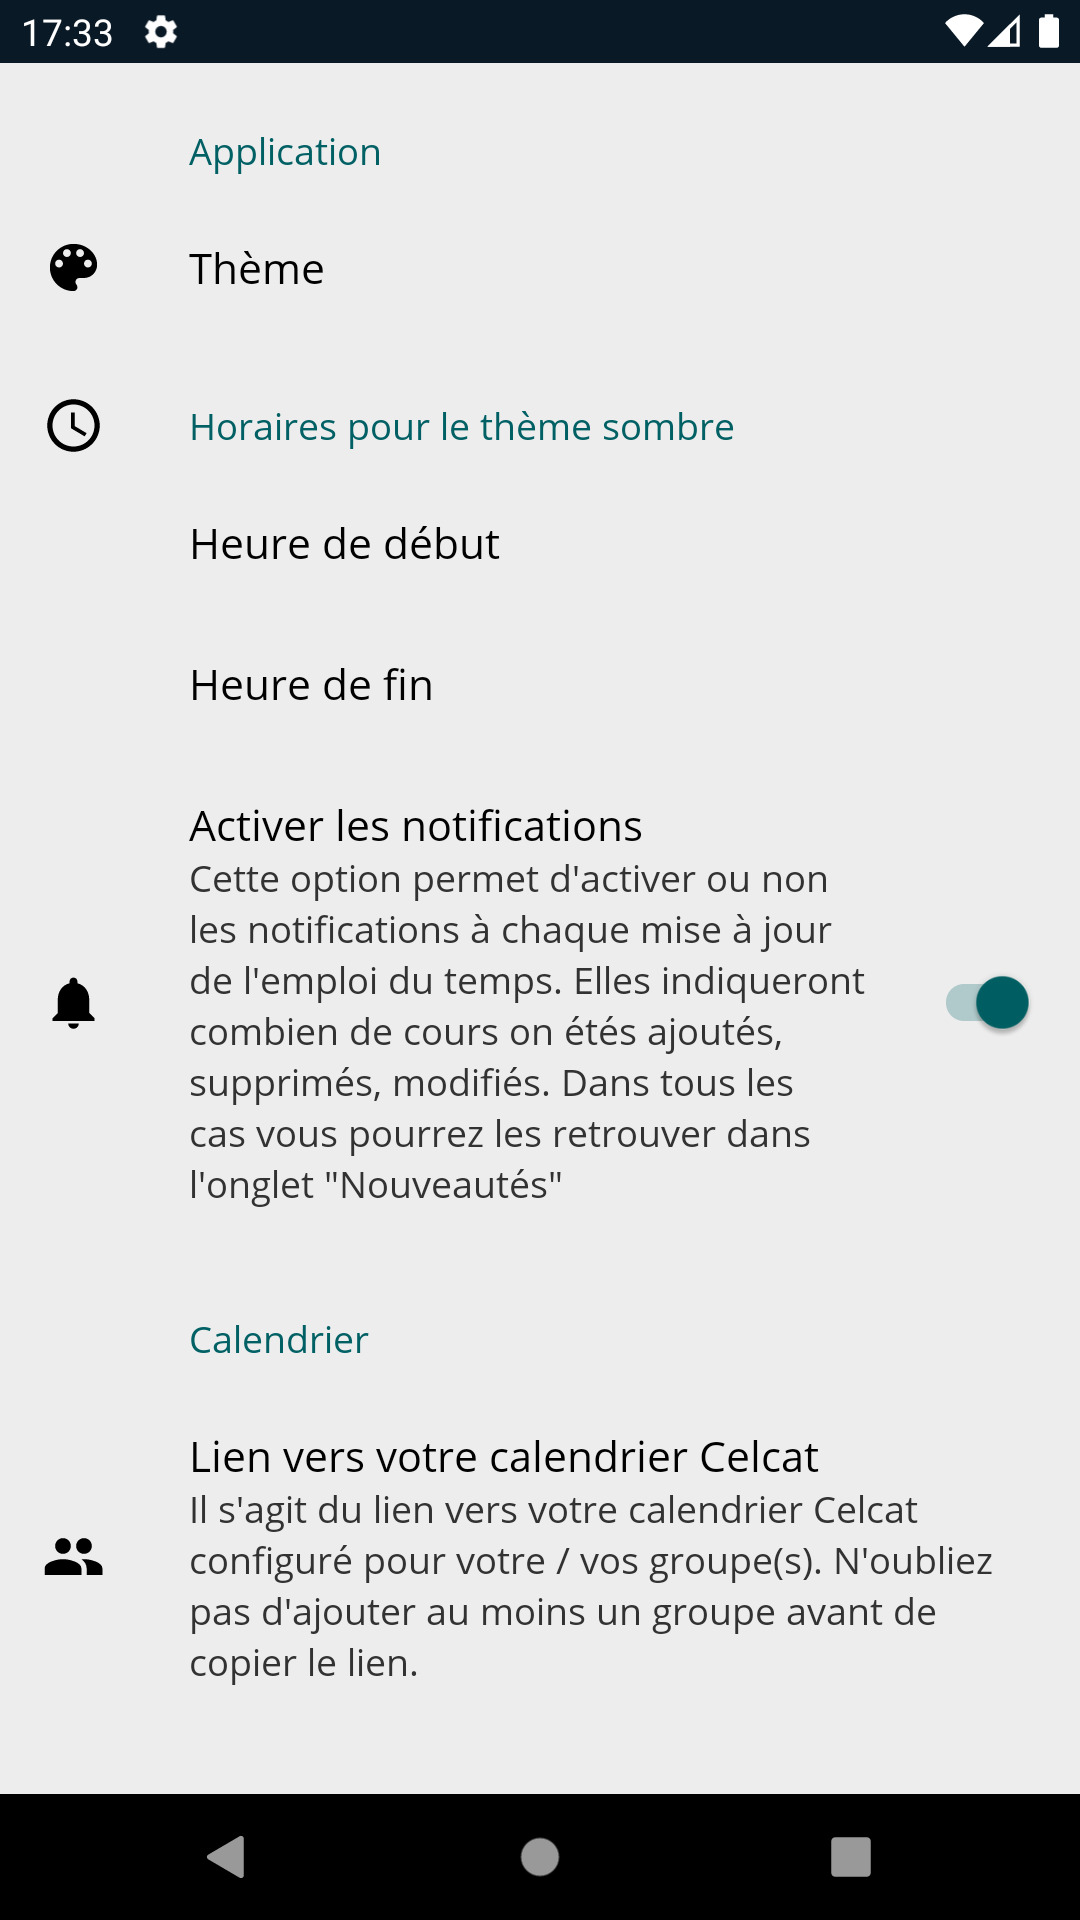 17:33
Application
Thème
Horaires pour le thème sombre
Heure de début
Heure de fin
Activer les notifications
Cette option permet d'activer ou non
les notifications à chaque mise à jour
de l'emploi du temps. Elles indiqueront
combien de cours on étés ajoutés,
supprimés, modifiés. Dans tous les
cas vous pourrez les retrouver dans
l'onglet "Nouveautés"
Calendrier
Lien vers votre calendrier Celcat
Il s'agit du lien vers votre calendrier Celcat
configuré pour votre / vos groupe(s). N'oubliez
pas d'ajouter au moins un groupe avant de
copier le lien.